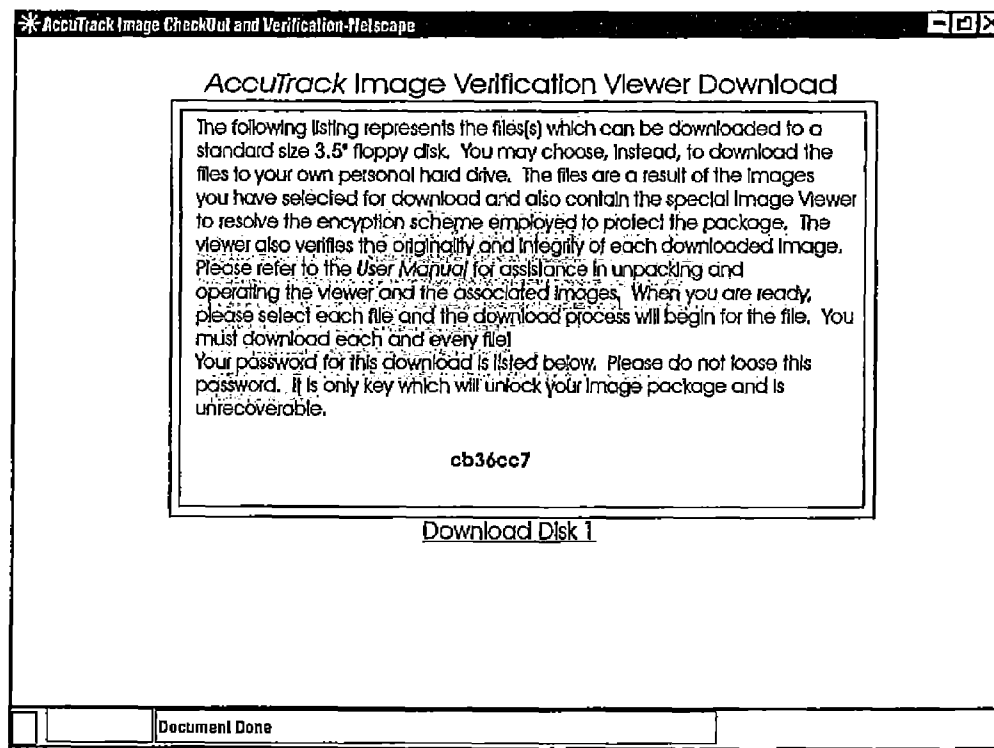 AccuTrack Image CheckOut and Verification-Netscape
AccuTrack Image Verification Viewer Download
The following listing represents the files(s) which can be downloaded to a
standard size 3.5" floppy disk. You may choose, instead, to download the
files to your own personal hard drive. The files are a result of the images
you have selected for download and also contain the special Image Viewer
to resolve the encryption scheme employed to protect the package. The
viewer also verifies the originality and integrity of each downloaded image.
Please refer to the User Manual for assistance in unpacking and
operating the viewer and the associated images. When you are ready,
please select each file and the download process will begin for the file. You
must download each and every file!
Your password for this download is listed below. Please do not loose this
password. It is only key which will unlock your image package and is
unrecoverable.
cb36cc7
Download Disk 1
Document Done